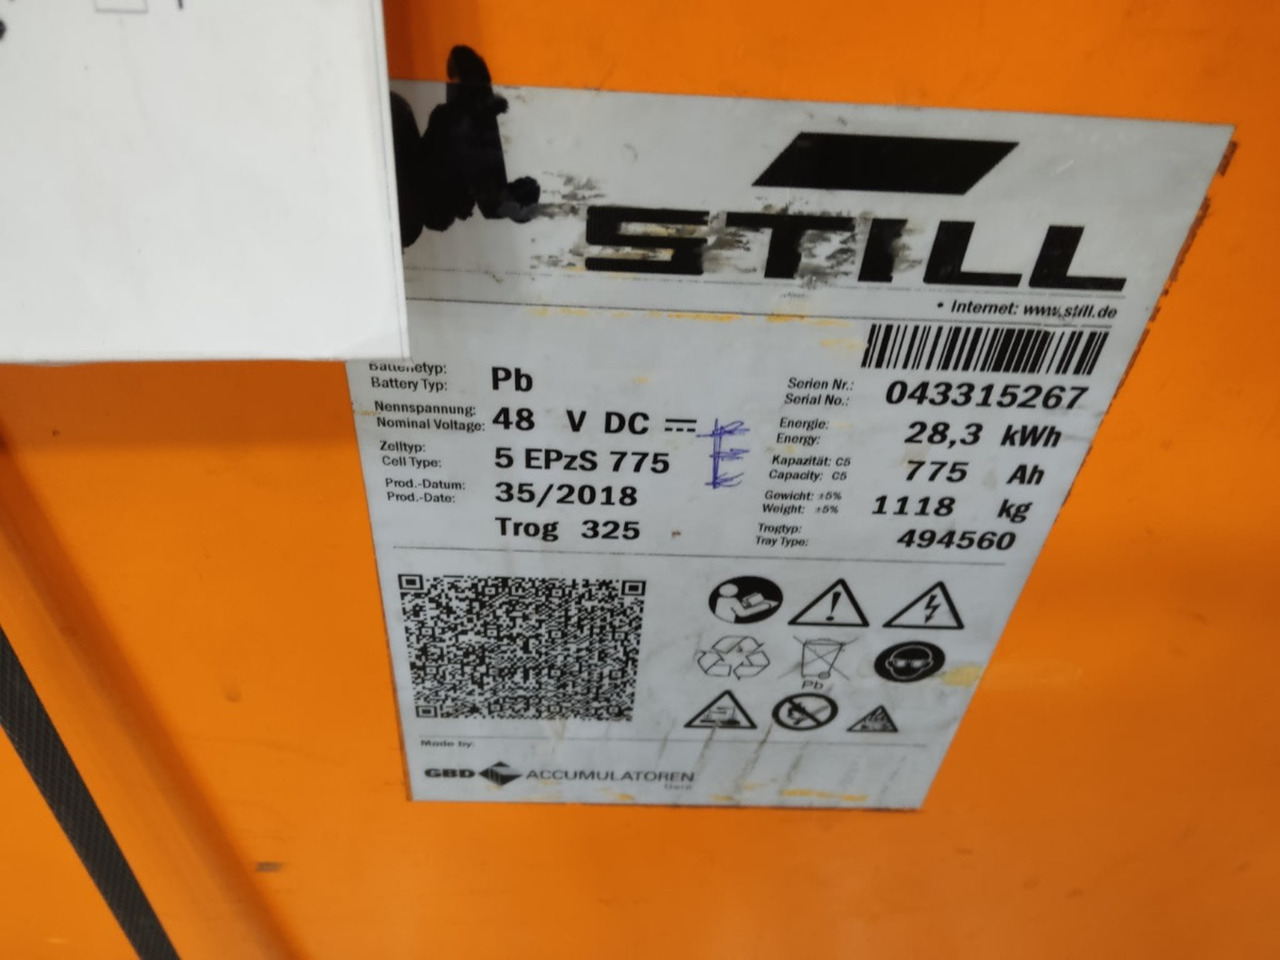 STILL
• Internet: www.still.de
Batterietyp:
Battery Typ: Pb
Serien Nr.:
Serial No.: 043315267
Nennspannung:
Nominal Voltage: 48 V DC
Energie:
Energy: 28,3 kWh
Zelltyp:
Cell Type: 5 EPzS 775
Kapazität: C5
Capacity: C5 775 Ah
Prod.-Datum:
Prod.-Date: 35/2018
Gewicht: ±5%
Weight: ±5% 1118 kg
Trog 325
Trogtyp:
Tray Type: 494560
Pb
Made by:
GBD ACCUMULATOREN